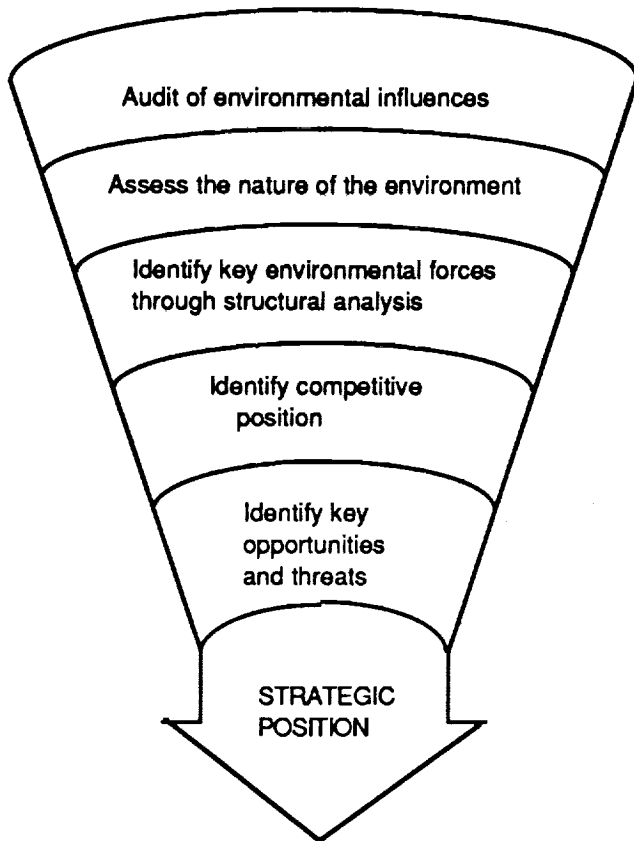 Audit of environmental influences
Assess the nature of the environment
Identify key environmental forces
through structural analysis
Identify competitive
position
Identify key
opportunities
and threats
STRATEGIC
POSITION